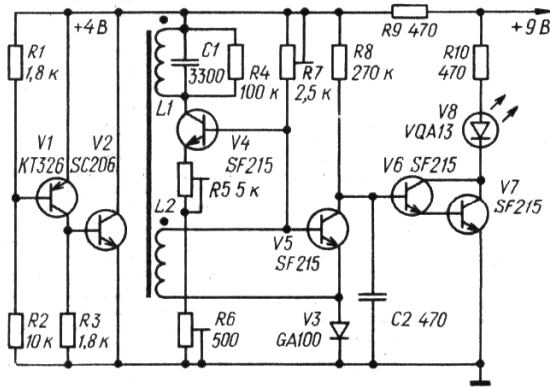 R9 470
+9 В
+4 В
R1
1,8 к
C1
3300
R4
100 к
R7
2,5 к
R8
270 к
R10
470
L1
V8
VQA13
V1
КТ326
V2
SC206
V4
SF215
V6 SF215
V7
SF215
R5 5 к
L2
V5
SF215
R2
10 к
R3
1,8 к
R6
500
V3
GA100
C2 470